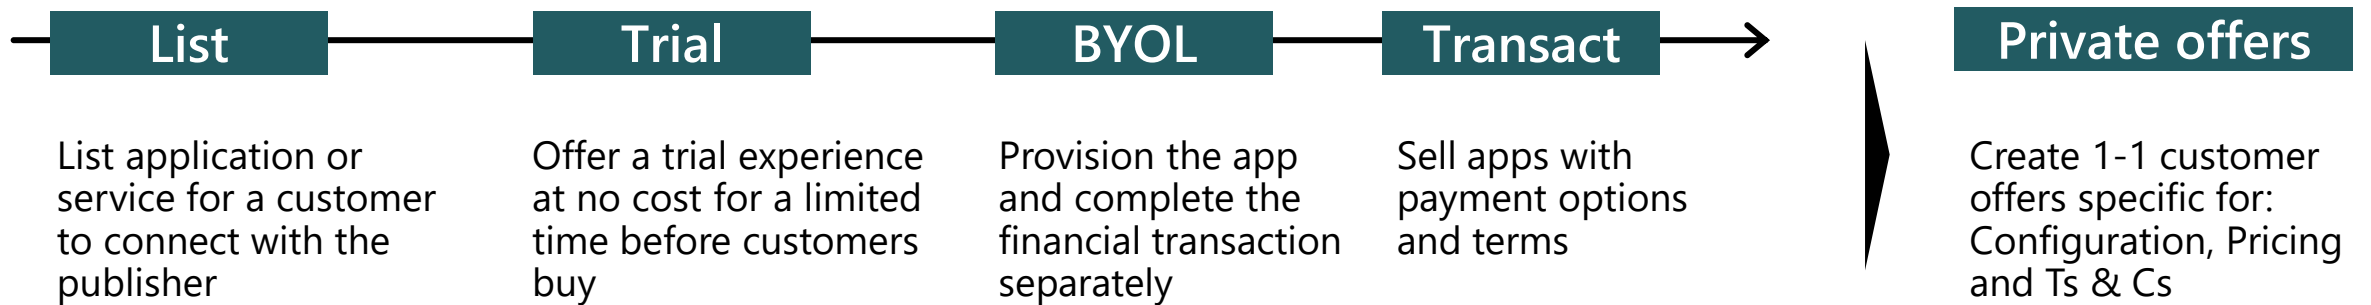 List
Trial
BYOL
Transact
Private offers
List application or
service for a customer
to connect with the
publisher
Offer a trial experience
at no cost for a limited
time before customers
buy
Provision the app
and complete the
financial transaction
separately
Sell apps with
payment options
and terms
Create 1-1 customer
offers specific for:
Configuration, Pricing
and Ts & Cs